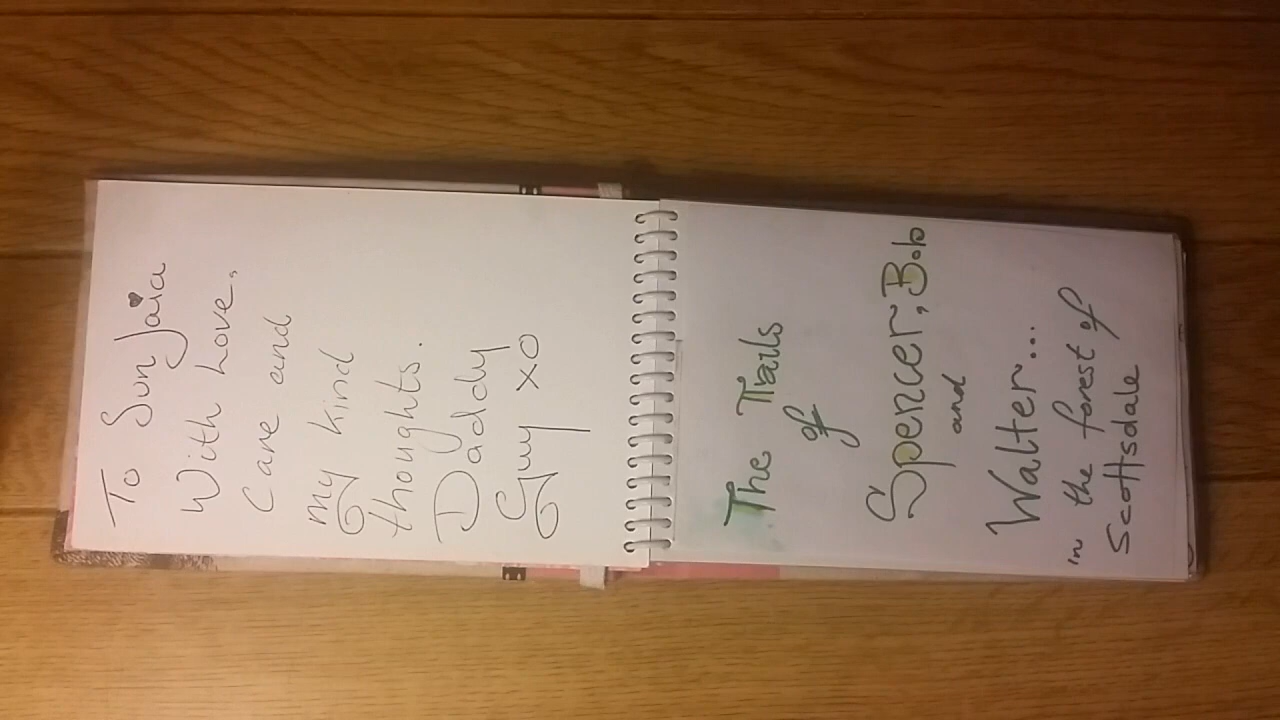 To Sun Jaia
With Love,
Care and
my kind
thoughts.
Daddy
Guy xo
The Tails
of
Spencer, Bob
and
Walter...
in the forest of
Scottsdale